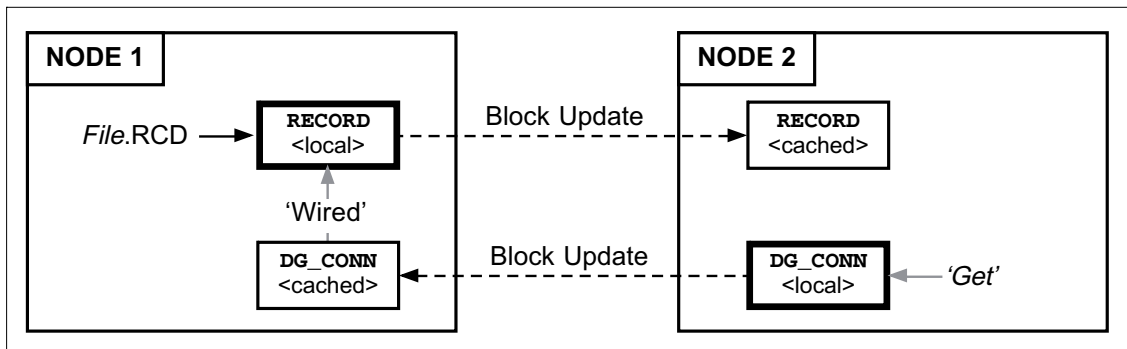 NODE 1
NODE 2
File.RCD
RECORD
<local>
Block Update
RECORD
<cached>
‘Wired’
DG_CONN
<cached>
Block Update
DG_CONN
<local>
‘Get’